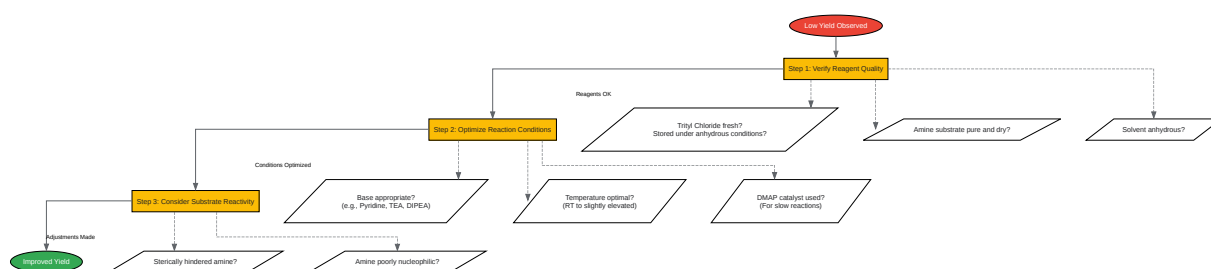 Low Yield Observed
Step 1: Verify Reagent Quality
Reagents OK
Trityl Chloride fresh?
Stored under anhydrous conditions?
Amine substrate pure and dry?
Solvent anhydrous?
Step 2: Optimize Reaction Conditions
Conditions Optimized
Base appropriate?
(e.g., Pyridine, TEA, DIPEA)
Temperature optimal?
(RT to slightly elevated)
DMAP catalyst used?
(For slow reactions)
Step 3: Consider Substrate Reactivity
Adjustments Made
Improved Yield
Sterically hindered amine?
Amine poorly nucleophilic?